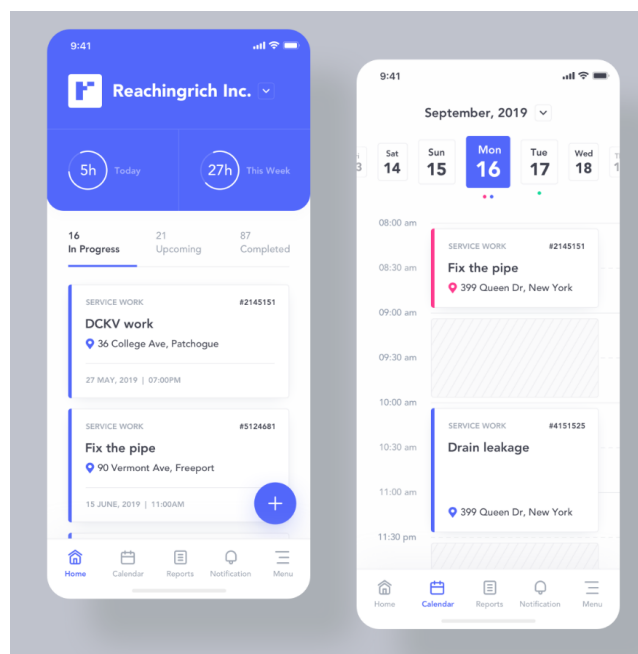 9:41
Reachingrich Inc.
5h Today
27h This Week
16 21 87
In Progress Upcoming Completed
SERVICE WORK #2145151
DCKV work
36 College Ave, Patchogue
27 MAY, 2019 | 07:00PM
SERVICE WORK #5124681
Fix the pipe
90 Vermont Ave, Freeport
15 JUNE, 2019 | 11:00AM
+
Home Calendar Reports Notification Menu
9:41
September, 2019
Sat Sun Mon Tue Wed
14 15 16 17 18
08:00 am
SERVICE WORK #2145151
08:30 am Fix the pipe
399 Queen Dr, New York
09:00 am
09:30 am
10:00 am
SERVICE WORK #4151525
10:30 am Drain leakage
11:00 am
399 Queen Dr, New York
11:30 pm
Home Calendar Reports Notification Menu